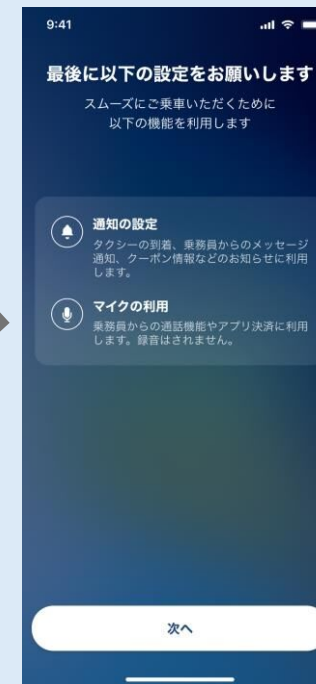 9:41
最後に以下の設定をお願いします
スムーズにご乗車いただくために
以下の機能を利用します
通知の設定
タクシーの到着、乗務員からのメッセージ
通知、クーポン情報などのお知らせに利用
します。
マイクの利用
乗務員からの通話機能やアプリ決済に利用
します。録音はされません。
次へ